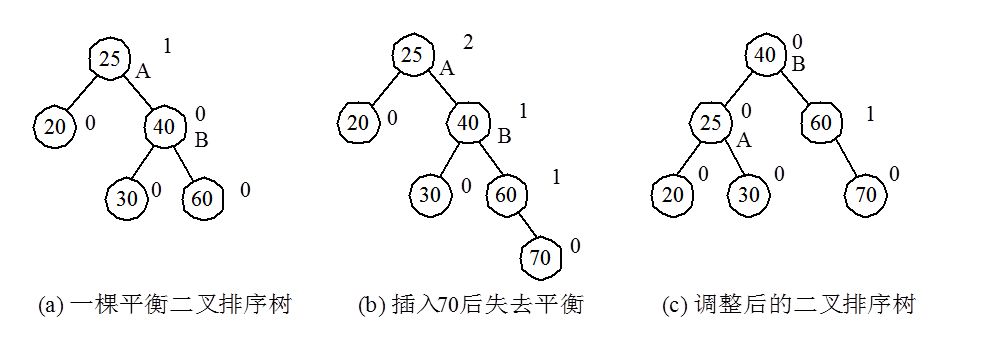 25 1
A
20 0 40 0
B
30 0 60 0
(a) 一棵平衡二叉排序树
25 2
A
20 0 40 1
B
30 0 60 1
70 0
(b) 插入70后失去平衡
40 0
B
25 0 60 1
A
20 0 30 0 70 0
(c) 调整后的二叉排序树